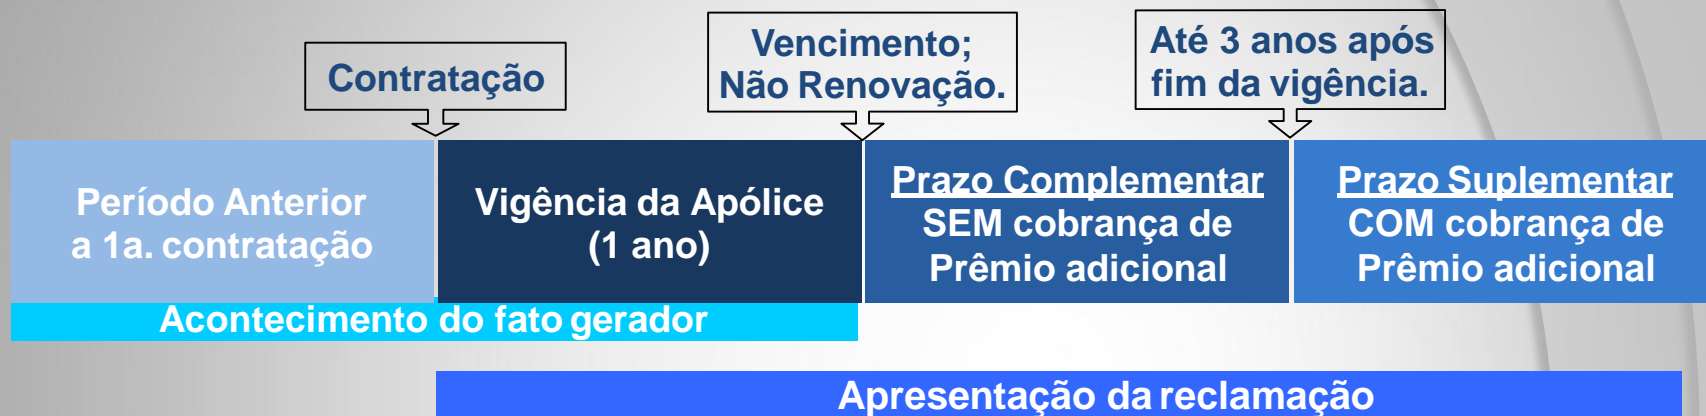 Contratação
Vencimento;
Não Renovação.
Até 3 anos após
fim da vigência.
Período Anterior
a 1a. contratação
Vigência da Apólice
(1 ano)
Prazo Complementar
SEM cobrança de
Prêmio adicional
Prazo Suplementar
COM cobrança de
Prêmio adicional
Acontecimento do fato gerador
Apresentação da reclamação